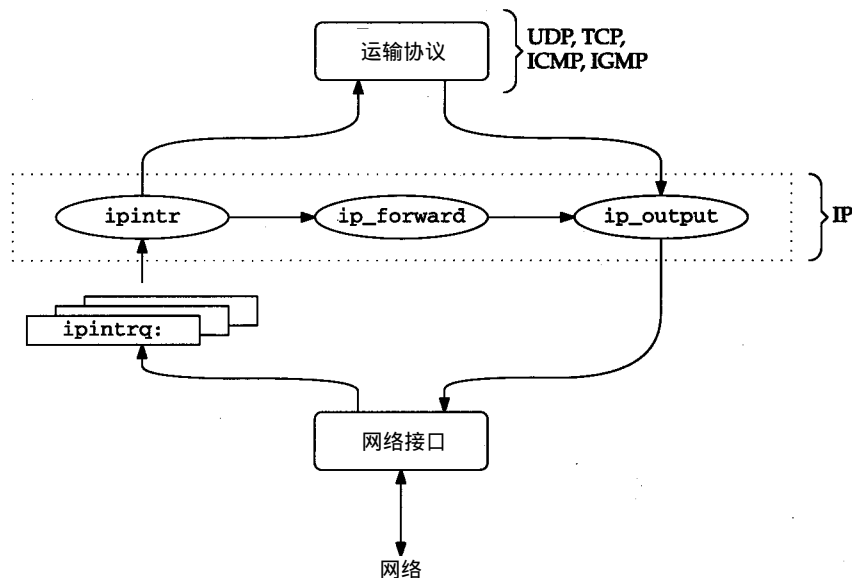 运输协议
UDP, TCP,
ICMP, IGMP
ipintr
ip_forward
ip_output
IP
ipintrq:
网络接口
网络